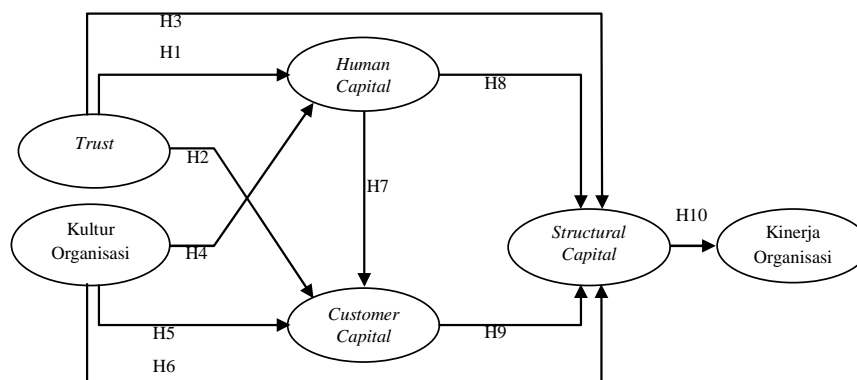 H3
H1
Human
Capital
H8
Trust
H2
H7
H10
Kultur
Organisasi
H4
Structural
Capital
Kinerja
Organisasi
Customer
Capital
H5
H9
H6